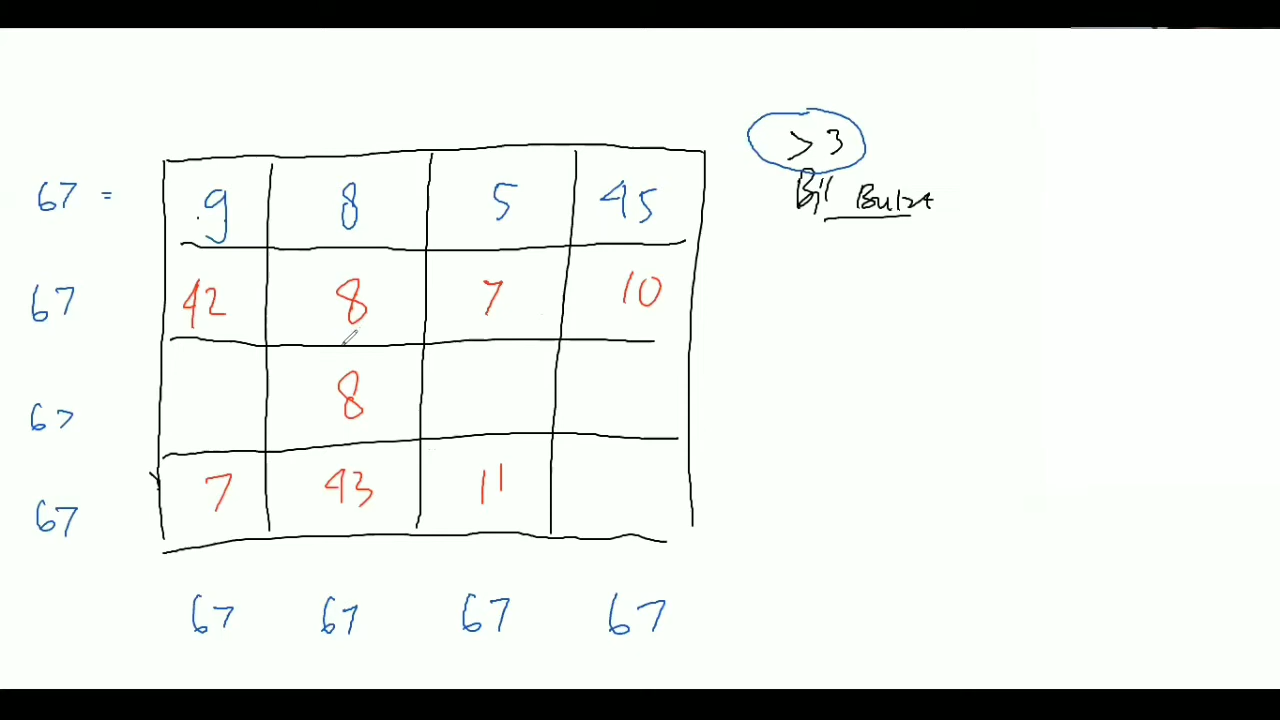 > 3
67 = 9 8 5 45
67 42 8 7 10
67 8
67 7 43 11
67 67 67 67